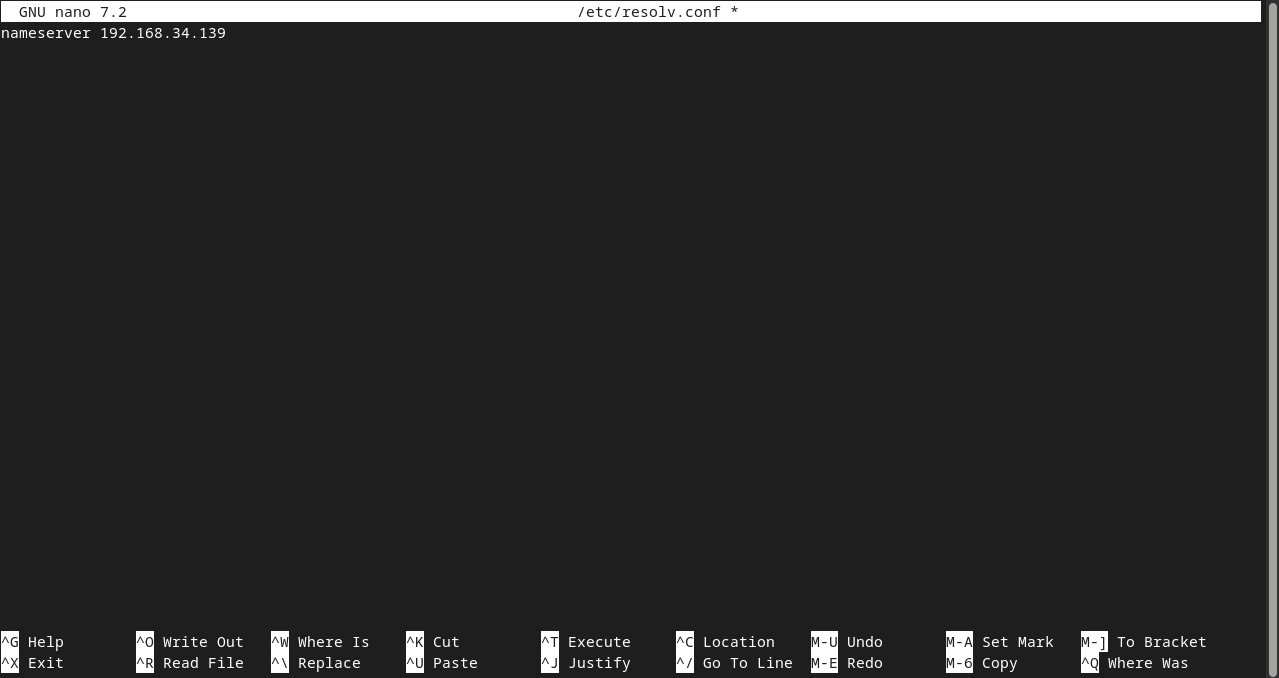 GNU nano 7.2 /etc/resolv.conf *
nameserver 192.168.34.139
^G Help ^O Write Out ^W Where Is ^K Cut ^T Execute ^C Location M-U Undo M-A Set Mark M-] To Bracket
^X Exit ^R Read File ^\ Replace ^U Paste ^J Justify ^/ Go To Line M-E Redo M-6 Copy ^Q Where Was